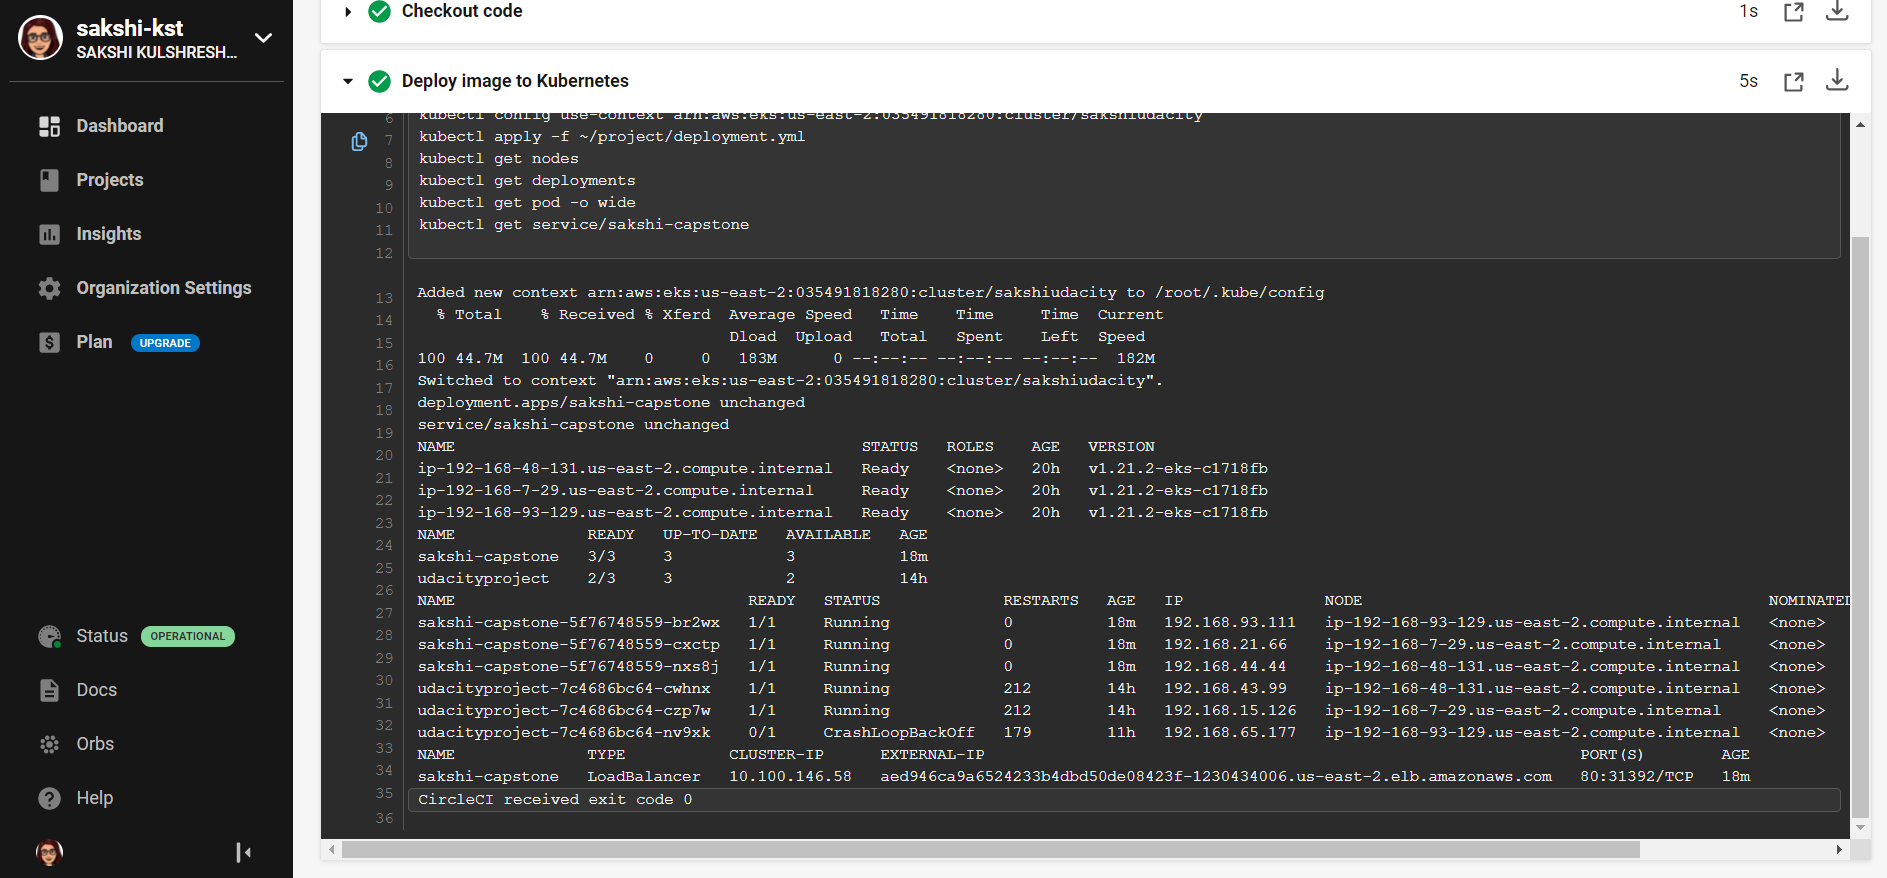 sakshi-kst
SAKSHI KULSHRESH...
Dashboard
Projects
Insights
Organization Settings
Plan UPGRADE
Status OPERATIONAL
Docs
Orbs
Help
Checkout code 1s
Deploy image to Kubernetes 5s
6 kubectl config use-context arn:aws:eks:us-east-2:035491818280:cluster/sakshiudacity
7 kubectl apply -f ~/project/deployment.yml
8 kubectl get nodes
9 kubectl get deployments
10 kubectl get pod -o wide
11 kubectl get service/sakshi-capstone
12
13 Added new context arn:aws:eks:us-east-2:035491818280:cluster/sakshiudacity to /root/.kube/config
14 % Total % Received % Xferd Average Speed Time Time Time Current
15 Dload Upload Total Spent Left Speed
16 100 44.7M 100 44.7M 0 0 183M 0 --:--:-- --:--:-- --:--:-- 182M
17 Switched to context "arn:aws:eks:us-east-2:035491818280:cluster/sakshiudacity".
18 deployment.apps/sakshi-capstone unchanged
19 service/sakshi-capstone unchanged
20 NAME STATUS ROLES AGE VERSION
21 ip-192-168-48-131.us-east-2.compute.internal Ready <none> 20h v1.21.2-eks-c1718fb
22 ip-192-168-7-29.us-east-2.compute.internal Ready <none> 20h v1.21.2-eks-c1718fb
23 ip-192-168-93-129.us-east-2.compute.internal Ready <none> 20h v1.21.2-eks-c1718fb
24 NAME READY UP-TO-DATE AVAILABLE AGE
25 sakshi-capstone 3/3 3 3 18m
26 udacityproject 2/3 3 2 14h
27 NAME READY STATUS RESTARTS AGE IP NODE NOMINATED
28 sakshi-capstone-5f76748559-br2wx 1/1 Running 0 18m 192.168.93.111 ip-192-168-93-129.us-east-2.compute.internal <none>
29 sakshi-capstone-5f76748559-cxctp 1/1 Running 0 18m 192.168.21.66 ip-192-168-7-29.us-east-2.compute.internal <none>
30 sakshi-capstone-5f76748559-nxs8j 1/1 Running 0 18m 192.168.44.44 ip-192-168-48-131.us-east-2.compute.internal <none>
31 udacityproject-7c4686bc64-cwhnx 1/1 Running 212 14h 192.168.43.99 ip-192-168-48-131.us-east-2.compute.internal <none>
32 udacityproject-7c4686bc64-czp7w 1/1 Running 212 14h 192.168.15.126 ip-192-168-7-29.us-east-2.compute.internal <none>
33 udacityproject-7c4686bc64-nv9xk 0/1 CrashLoopBackOff 179 11h 192.168.65.177 ip-192-168-93-129.us-east-2.compute.internal <none>
34 NAME TYPE CLUSTER-IP EXTERNAL-IP PORT(S) AGE
35 sakshi-capstone LoadBalancer 10.100.146.58 aed946ca9a6524233b4dbd50de08423f-1230434006.us-east-2.elb.amazonaws.com 80:31392/TCP 18m
36 CircleCI received exit code 0